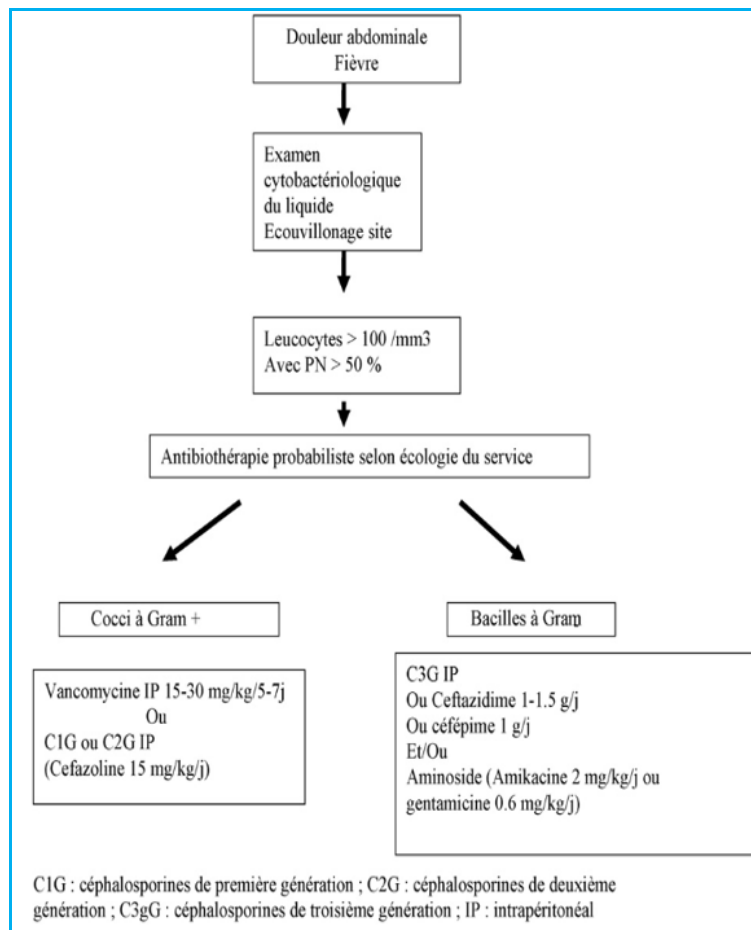 Douleur abdominale
Fièvre
Examen
cytobactériologique
du liquide
Ecouvillonage site
Leucocytes > 100 /mm3
Avec PN > 50 %
Antibiothérapie probabiliste selon écologie du service
Cocci à Gram +
Vancomycine IP 15-30 mg/kg/5-7j
Ou
C1G ou C2G IP
(Cefazoline 15 mg/kg/j)
Bacilles à Gram
C3G IP
Ou Ceftazidime 1-1.5 g/j
Ou céfépime 1 g/j
Et/Ou
Aminoside (Amikacine 2 mg/kg/j ou
gentamicine 0.6 mg/kg/j)
C1G : céphalosporines de première génération ; C2G : céphalosporines de deuxième
génération ; C3gG : céphalosporines de troisième génération ; IP : intrapéritonéal